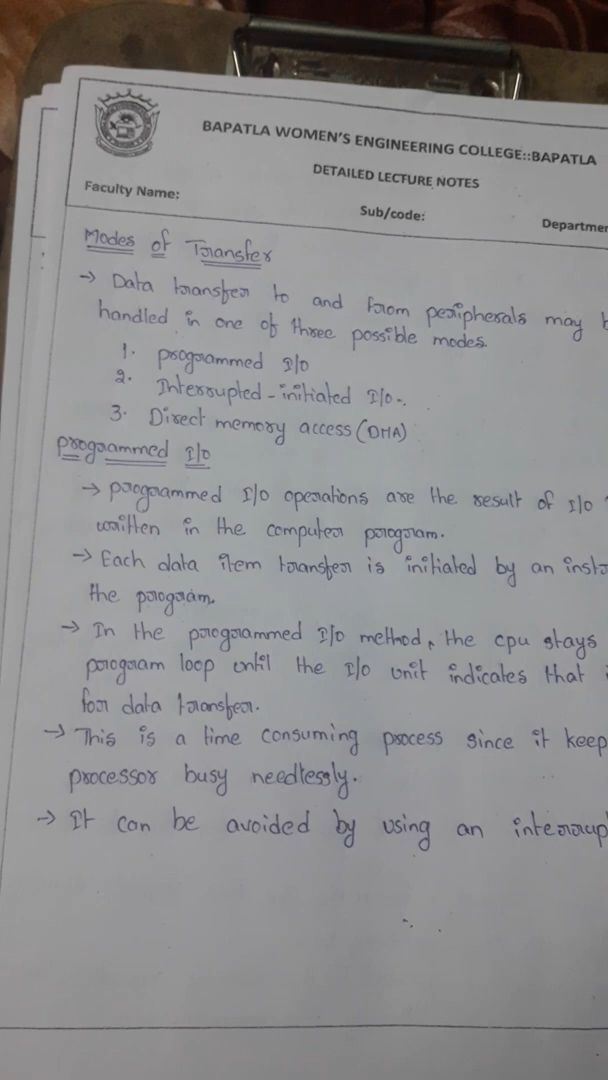 BAPATLA WOMEN'S ENGINEERING COLLEGE::BAPATLA
DETAILED LECTURE NOTES
Faculty Name:
Sub/code:
Departmen
Modes of Transfer
→ Data transfer to and from peripherals may b
handled in one of three possible modes.
1. programmed I/O
2. Interrupted-initiated I/O.
3. Direct memory access (DMA)
programmed I/O
→ programmed I/O operations are the result of I/O
written in the computer program.
→ Each data item transfer is initiated by an instr
the program.
→ In the programmed I/O method, the cpu stays
program loop until the I/O unit indicates that i
for data transfer.
→ This is a time consuming process since it keep
processor busy needlessly.
→ It can be avoided by using an interrup